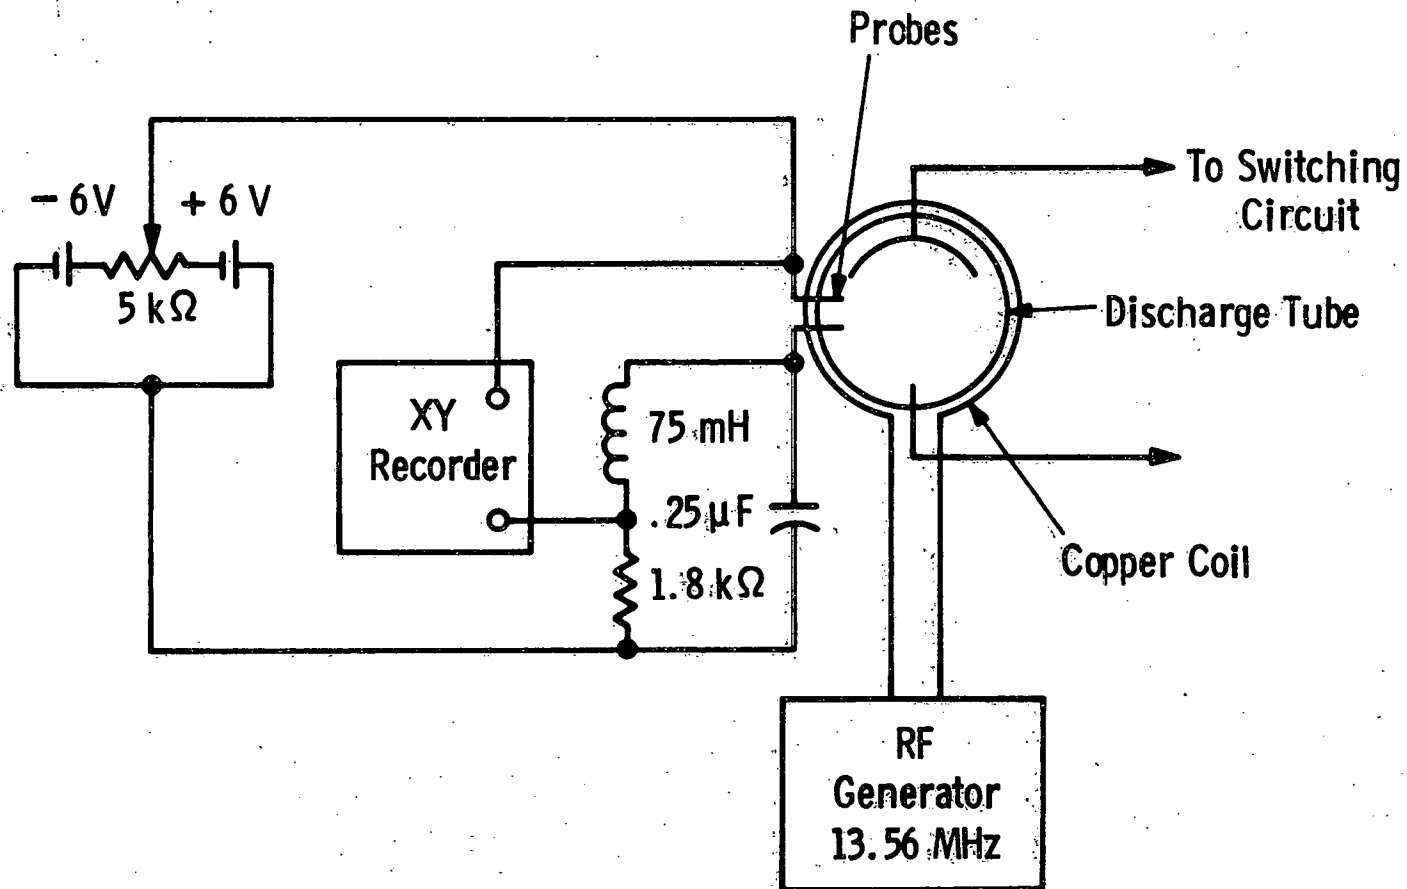 Probes
To Switching
Circuit
- 6V + 6 V
5 kΩ
Discharge Tube
XY
Recorder
75 mH
.25 µF
1.8 kΩ
Copper Coil
RF
Generator
13.56 MHz